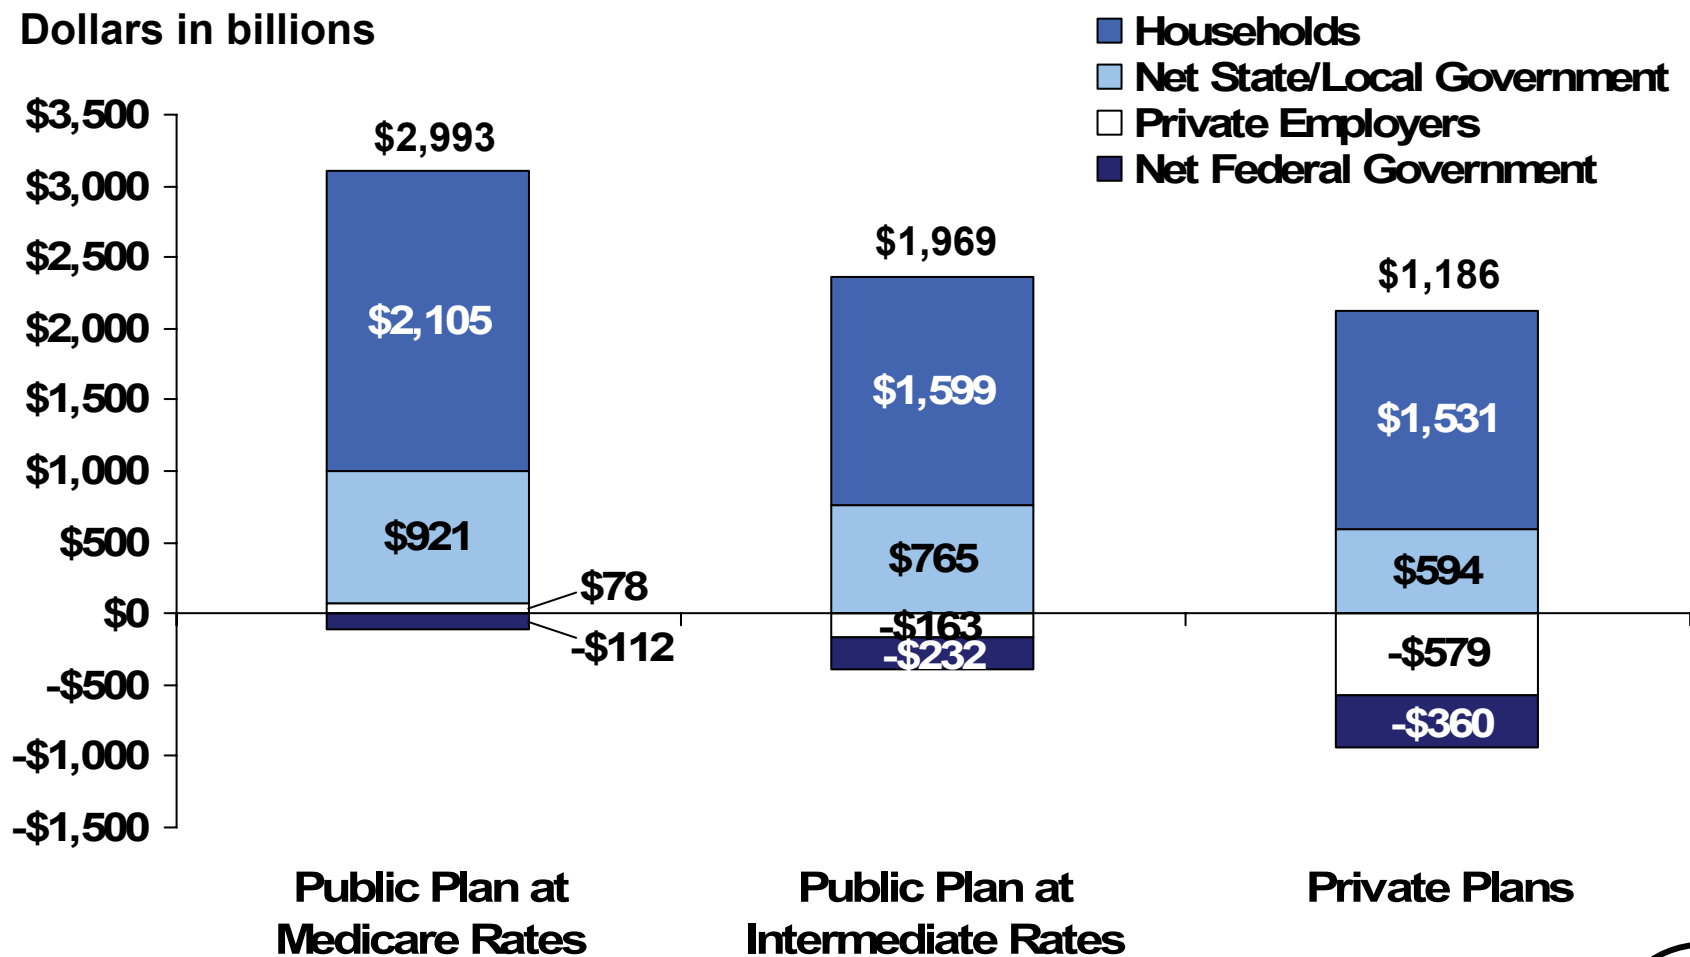 Dollars in billions
Households
Net State/Local Government
Private Employers
Net Federal Government
$3,500
$3,000
$2,500
$2,000
$1,500
$1,000
$500
$0
-$500
-$1,000
-$1,500
$2,993
$2,105
$921
$78
-$112
$1,969
$1,599
$765
-$163
-$232
$1,186
$1,531
$594
-$579
-$360
Public Plan at
Medicare Rates
Public Plan at
Intermediate Rates
Private Plans